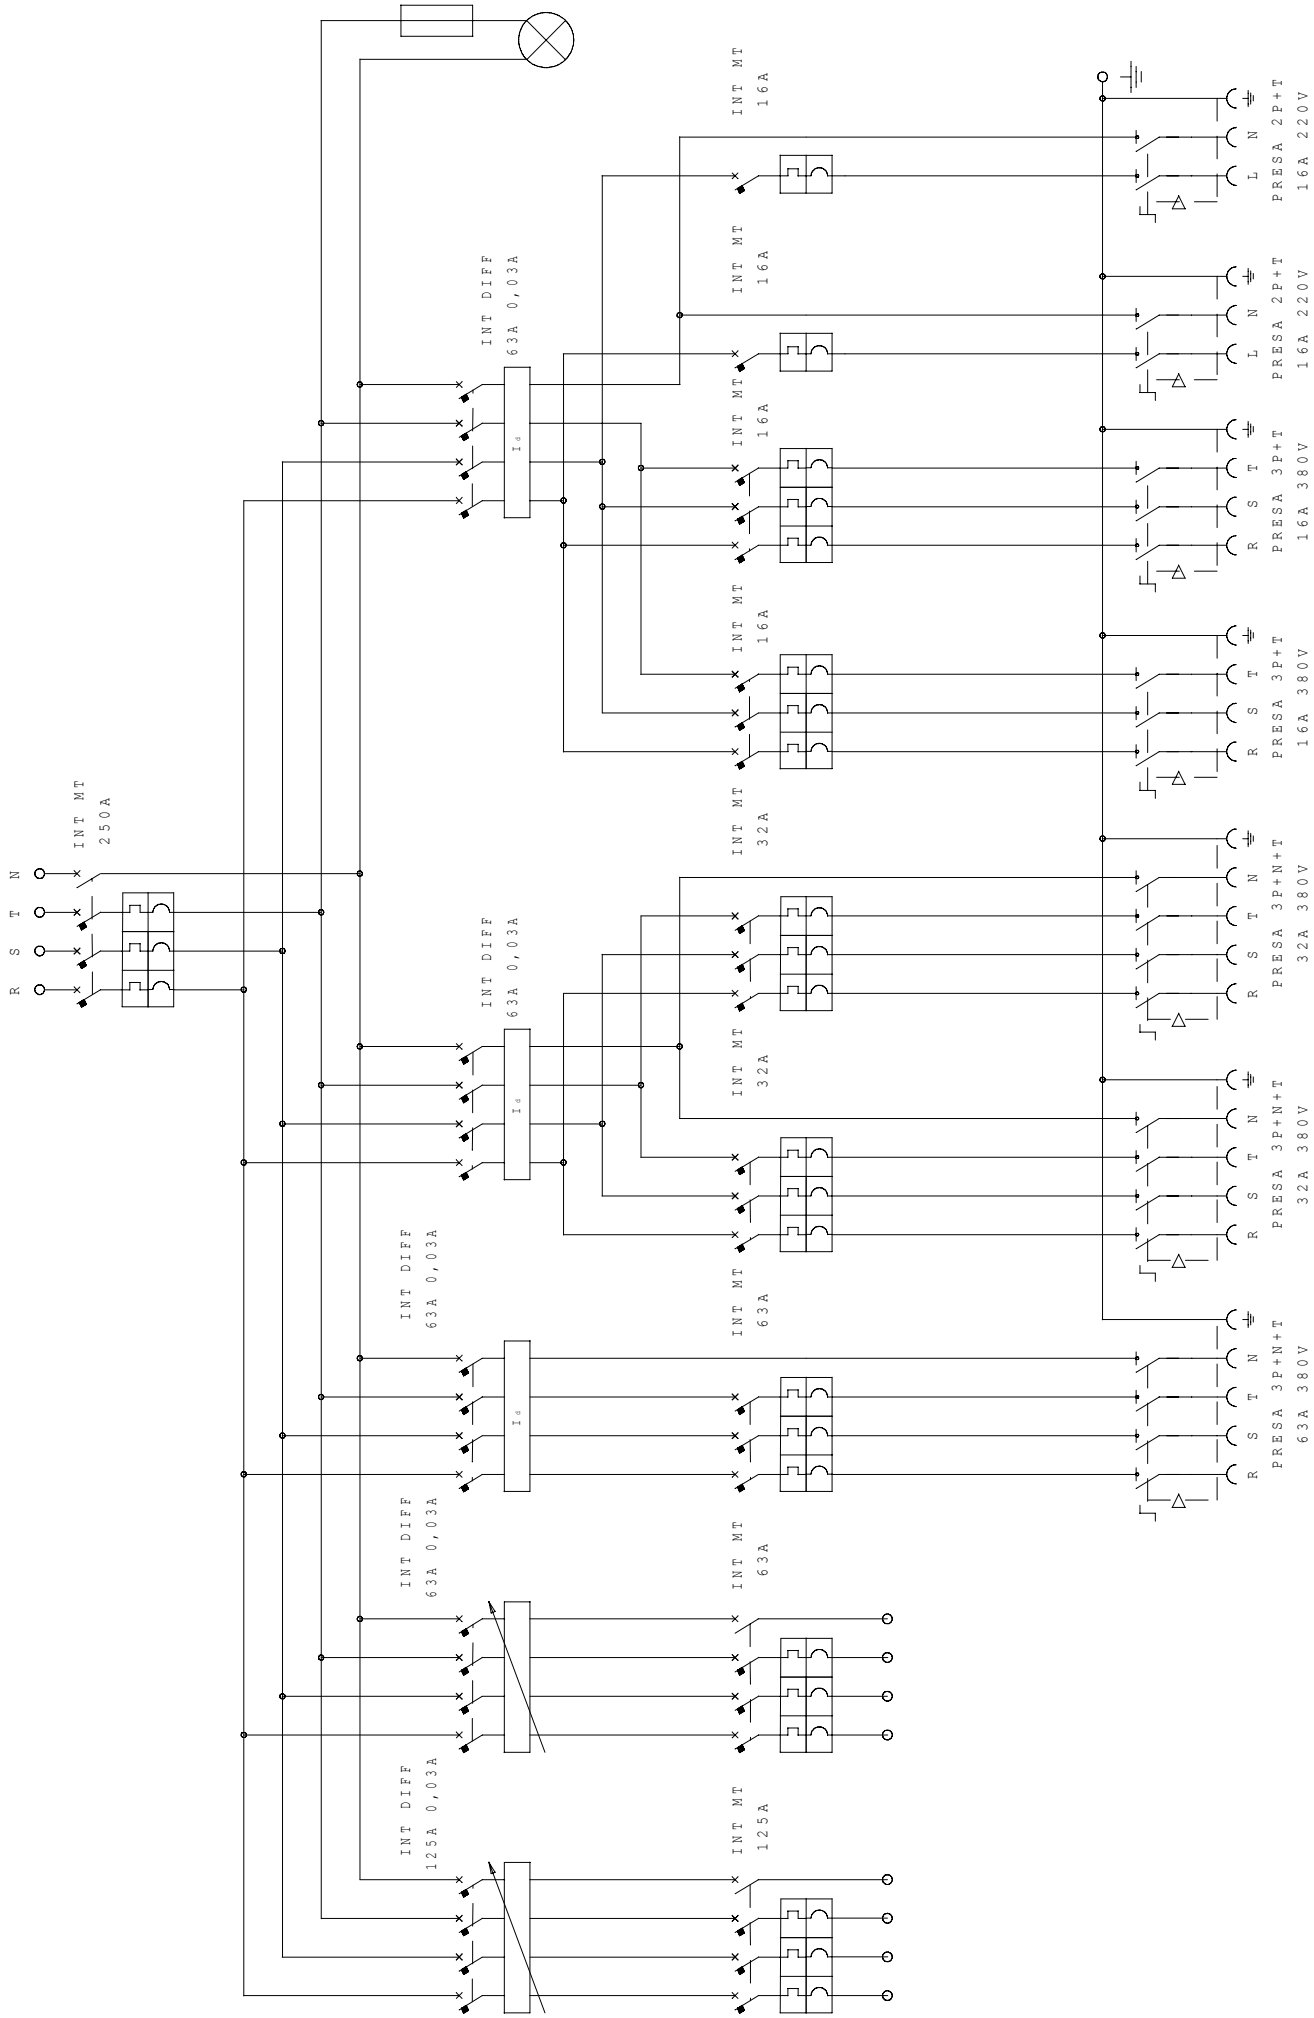 R S T N
INT MT
250A
INT DIFF
125A 0,03A
INT DIFF
63A 0,03A
INT DIFF
63A 0,03A
INT DIFF
63A 0,03A
INT DIFF
63A 0,03A
Id
Id
Id
INT MT
125A
INT MT
63A
INT MT
63A
INT MT
32A
INT MT
32A
INT MT
16A
INT MT
16A
INT MT
16A
INT MT
16A
R S T N
PRESA 3P+N+T
63A 380V
R S T N
PRESA 3P+N+T
32A 380V
R S T N
PRESA 3P+N+T
32A 380V
R S T
PRESA 3P+T
16A 380V
R S T
PRESA 3P+T
16A 380V
L N
PRESA 2P+T
16A 220V
L N
PRESA 2P+T
16A 220V